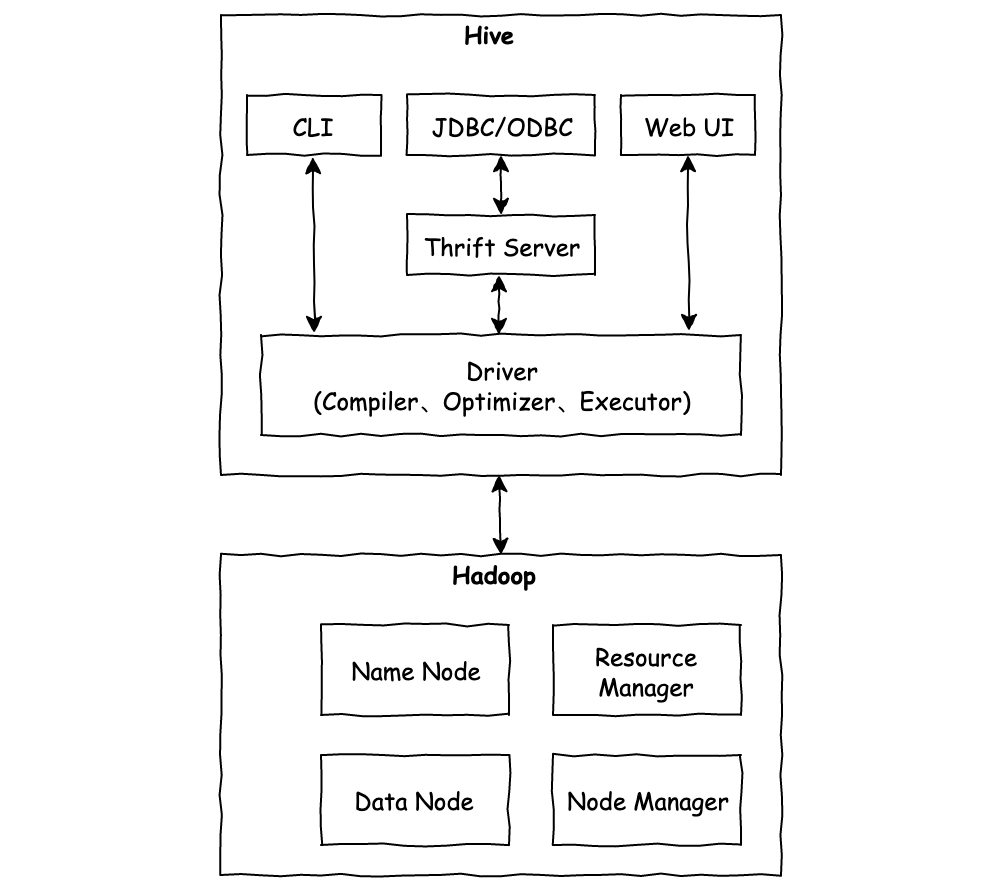 Hive
CLI
JDBC/ODBC
Web UI
Thrift Server
Driver
(Compiler、Optimizer、Executor)
Hadoop
Name Node
Resource
Manager
Data Node
Node Manager